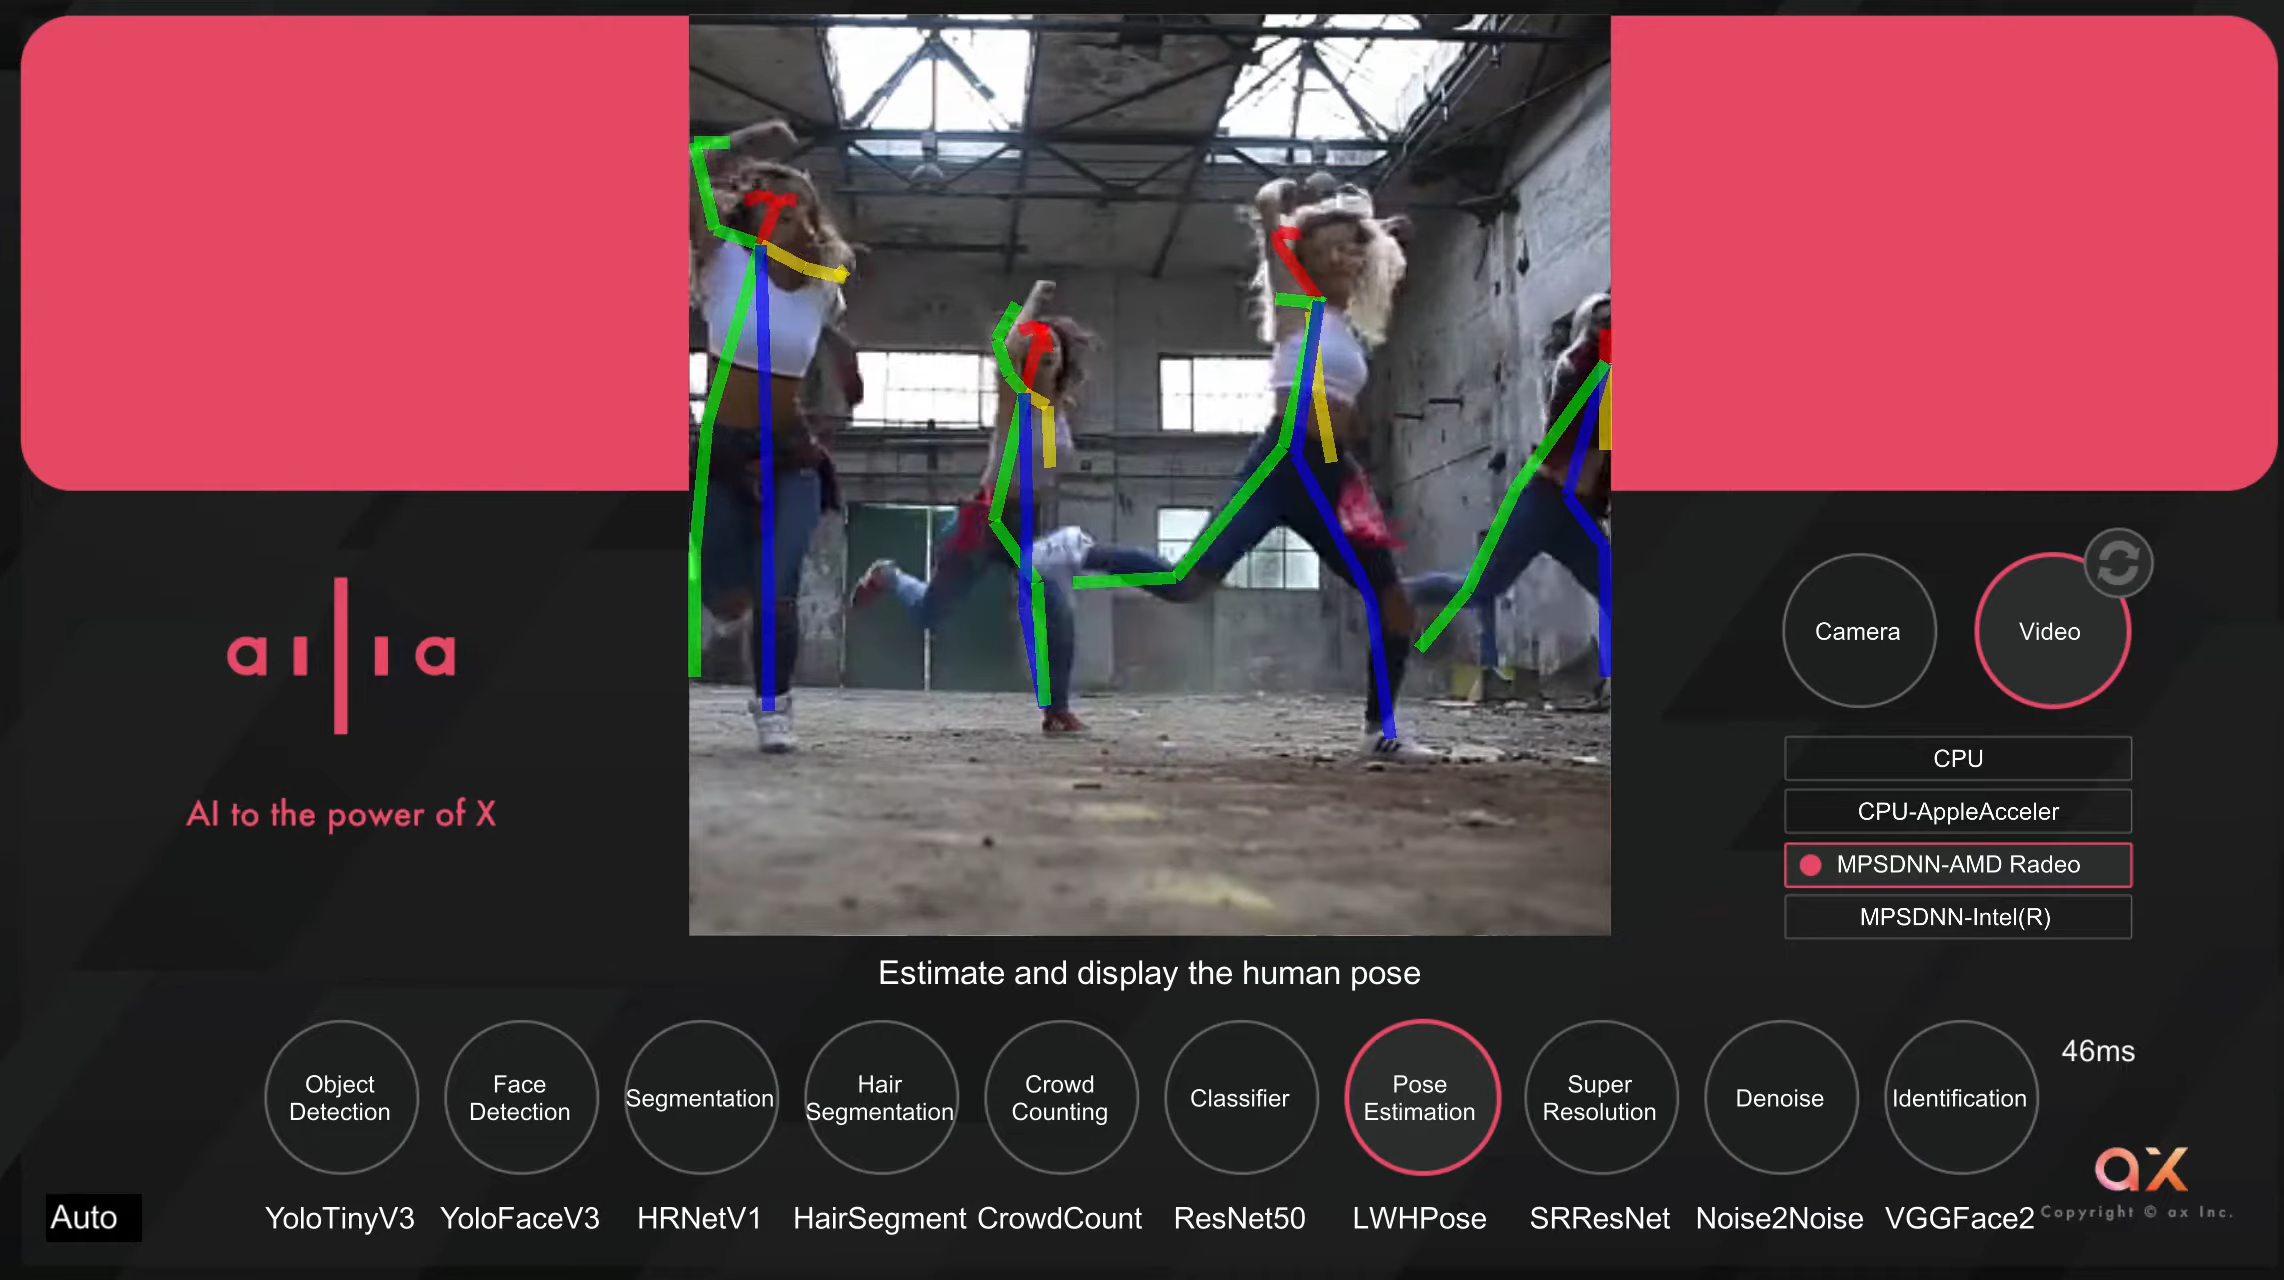 ailia
AI to the power of X
Camera
Video
CPU
CPU-AppleAcceler
MPSDNN-AMD Radeo
MPSDNN-Intel(R)
Estimate and display the human pose
46ms
Object
Detection
Face
Detection
Segmentation
Hair
Segmentation
Crowd
Counting
Classifier
Pose
Estimation
Super
Resolution
Denoise
Identification
ax
Copyright © ax Inc.
Auto
YoloTinyV3
YoloFaceV3
HRNetV1
HairSegment
CrowdCount
ResNet50
LWHPose
SRResNet
Noise2Noise
VGGFace2